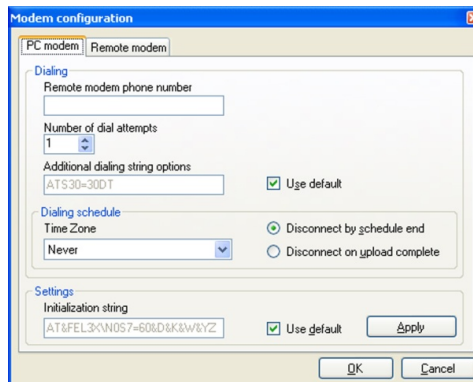 Modem configuration
PC modem
Remote modem
Dialing
Remote modem phone number
Number of dial attempts
1
Additional dialing string options
ATS30=30DT
Use default
Dialing schedule
Time Zone
Never
Disconnect by schedule end
Disconnect on upload complete
Settings
Initialization string
AT&FEL3X\N0S7=60&D&K&W&YZ
Use default
Apply
OK
Cancel